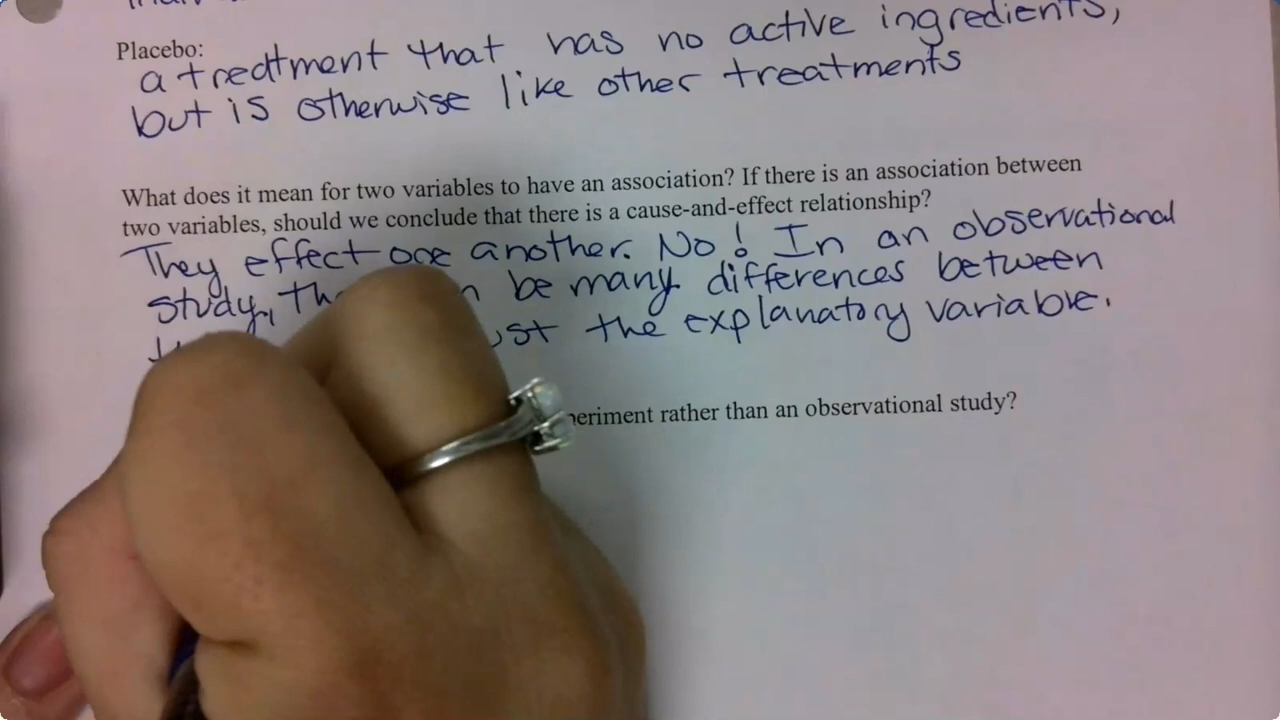 Placebo:
a treatment that has no active ingredients,
but is otherwise like other treatments
What does it mean for two variables to have an association? If there is an association between
two variables, should we conclude that there is a cause-and-effect relationship?
They effect one another. No! In an observational
study, be many differences between
the explanatory variable.
rather than an observational study?